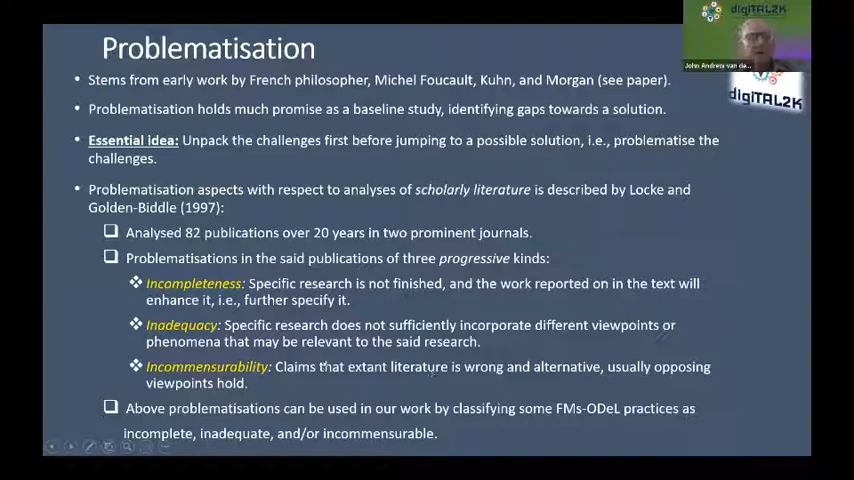 digiTAL2K
John Andrew van de...
digiTAL2K
Problematisation
• Stems from early work by French philosopher, Michel Foucault, Kuhn, and Morgan (see paper).
• Problematisation holds much promise as a baseline study, identifying gaps towards a solution.
• Essential idea: Unpack the challenges first before jumping to a possible solution, i.e., problematise the
challenges.
• Problematisation aspects with respect to analyses of scholarly literature is described by Locke and
Golden-Biddle (1997):
❑ Analysed 82 publications over 20 years in two prominent journals.
❑ Problematisations in the said publications of three progressive kinds:
❖ Incompleteness: Specific research is not finished, and the work reported on in the text will
enhance it, i.e., further specify it.
❖ Inadequacy: Specific research does not sufficiently incorporate different viewpoints or
phenomena that may be relevant to the said research.
❖ Incommensurability: Claims that extant literature is wrong and alternative, usually opposing
viewpoints hold.
❑ Above problematisations can be used in our work by classifying some FMs-ODeL practices as
incomplete, inadequate, and/or incommensurable.